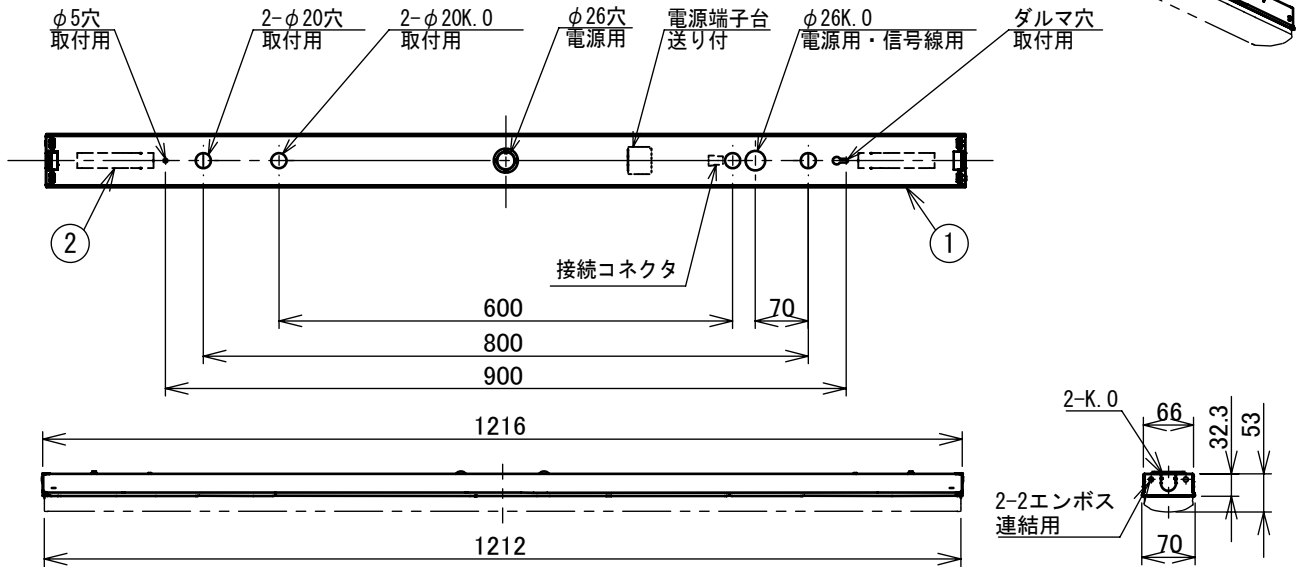 φ5穴
取付用
2-φ20穴
取付用
2-φ20K.0
取付用
φ26穴
電源用
電源端子台
送り付
φ26K.0
電源用・信号線用
ダルマ穴
取付用
②
①
接続コネクタ
600
70
800
900
1216
1212
2-K.0
66
32.3
53
2-2エンボス
連結用
70